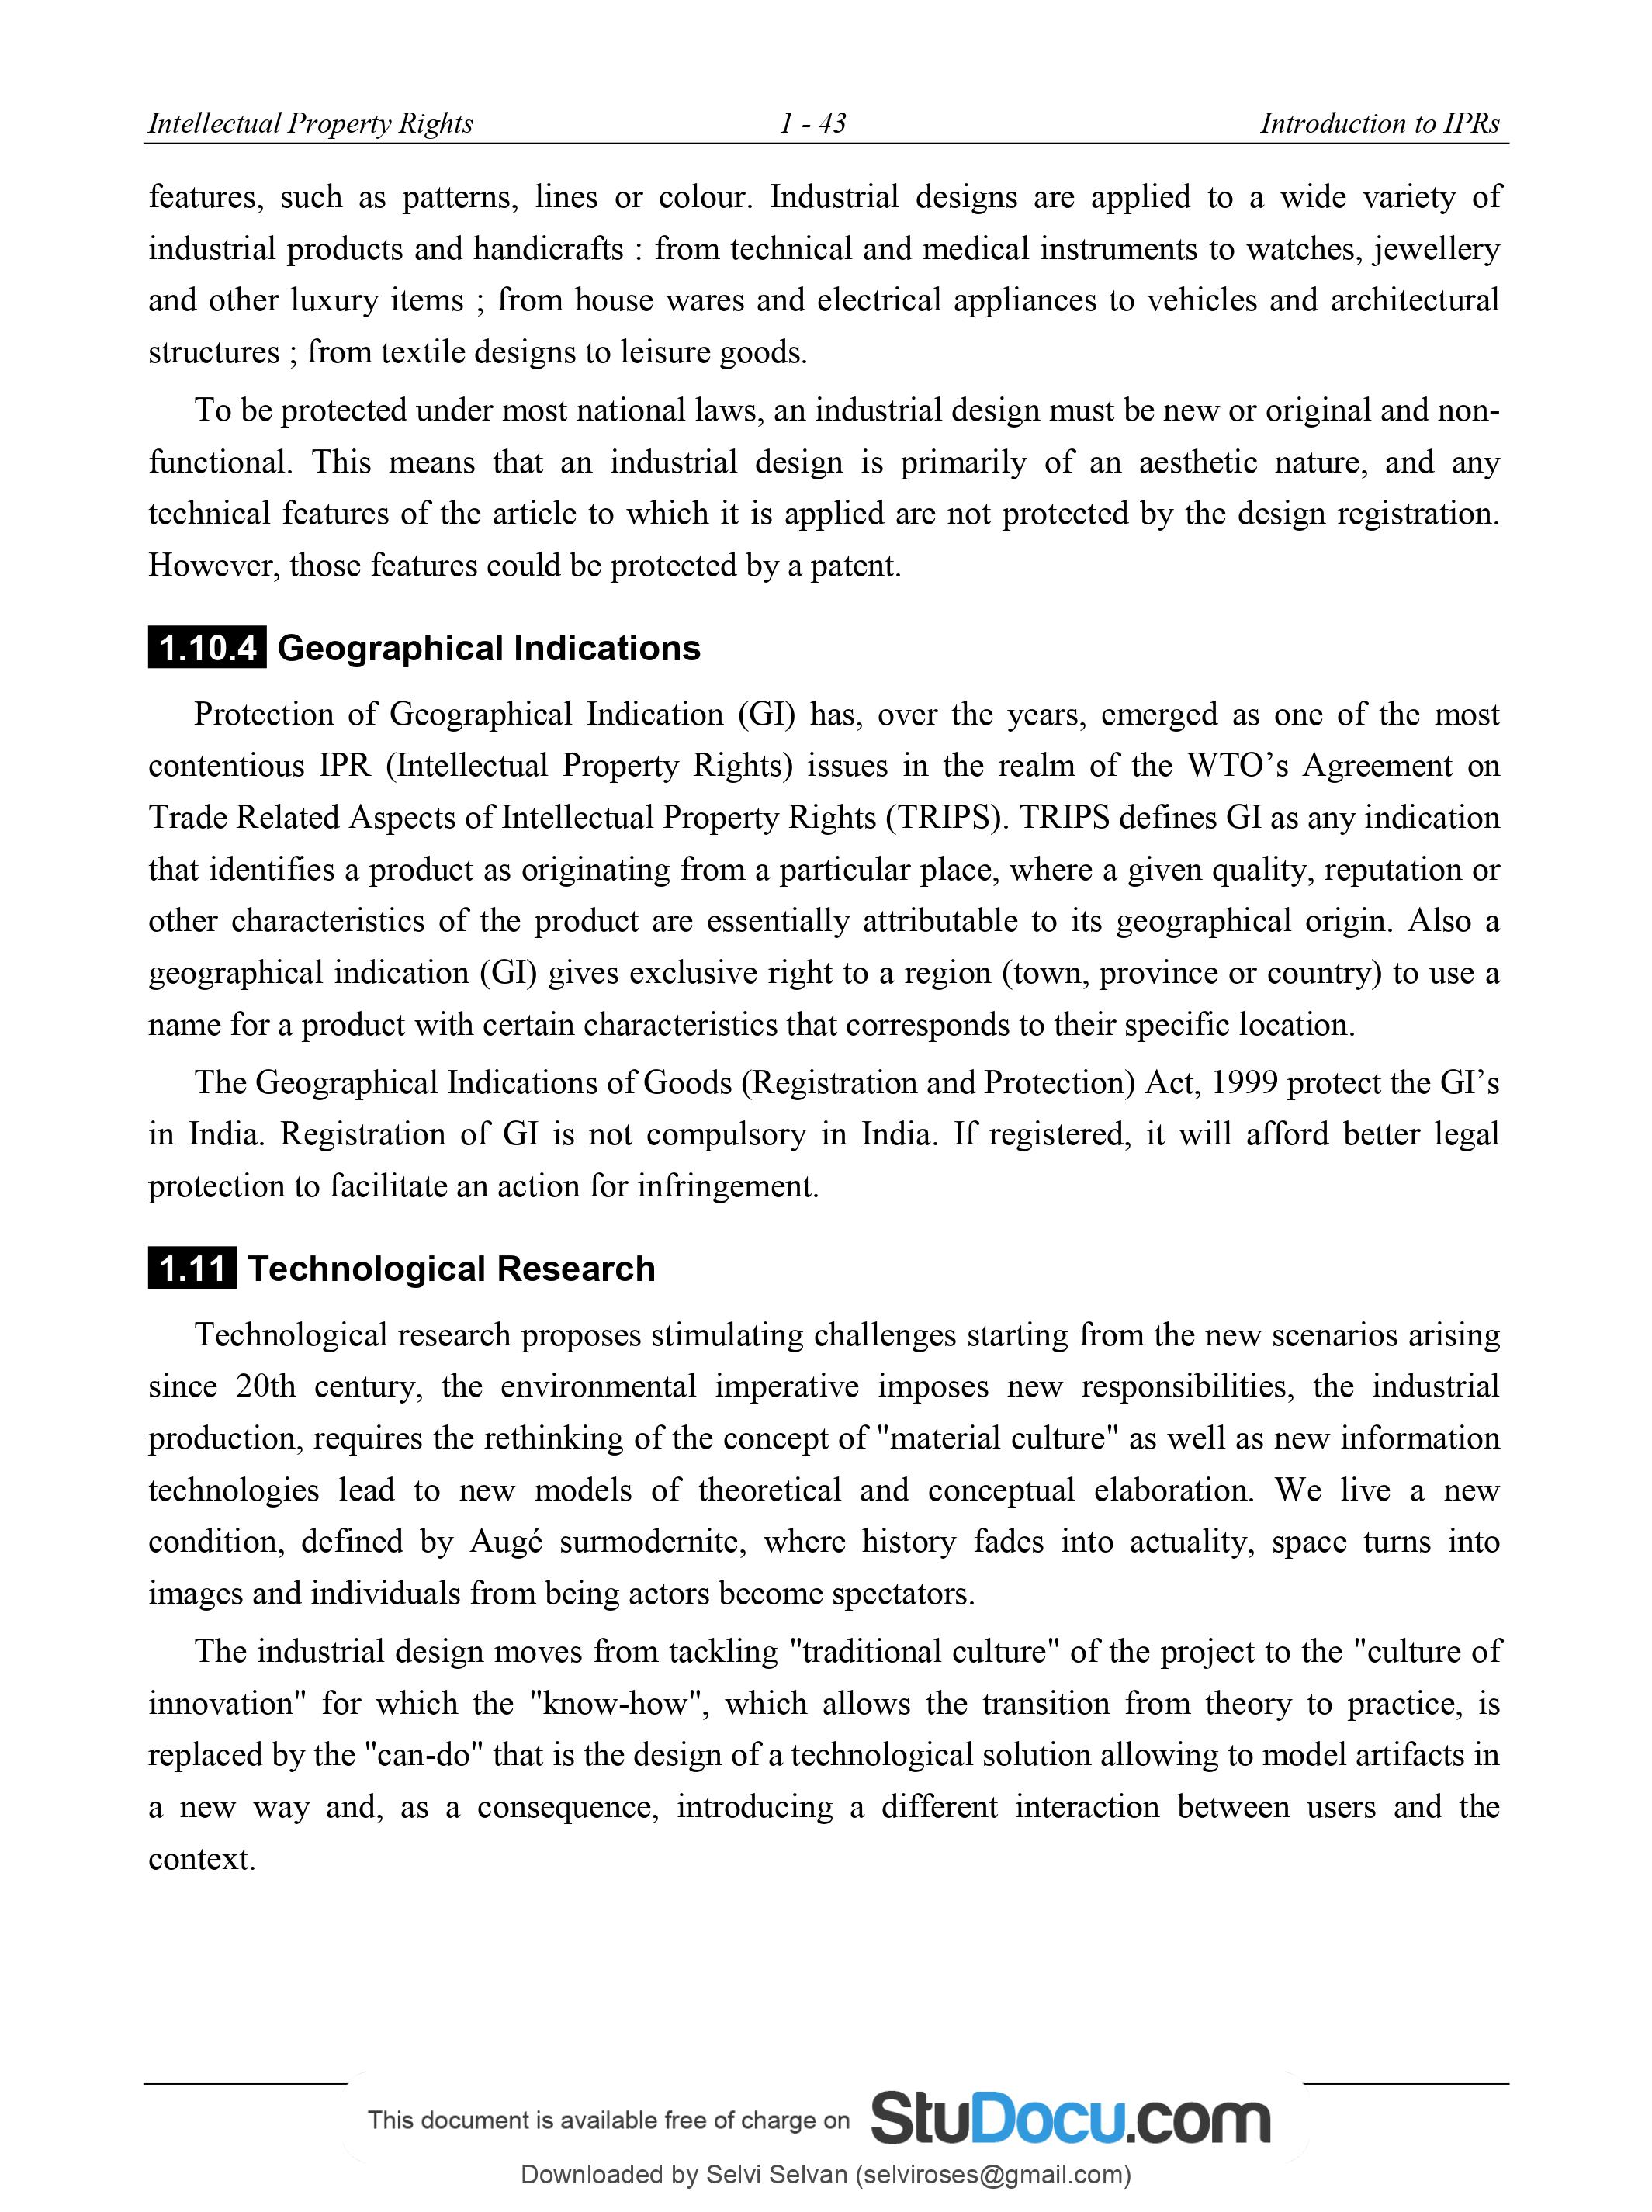 Intellectual Property Rights 1 - 43 Introduction to IPRs
features, such as patterns, lines or colour. Industrial designs are applied to a wide variety of
industrial products and handicrafts : from technical and medical instruments to watches, jewellery
and other luxury items ; from house wares and electrical appliances to vehicles and architectural
structures ; from textile designs to leisure goods.
To be protected under most national laws, an industrial design must be new or original and non-
functional. This means that an industrial design is primarily of an aesthetic nature, and any
technical features of the article to which it is applied are not protected by the design registration.
However, those features could be protected by a patent.
1.10.4 Geographical Indications
Protection of Geographical Indication (GI) has, over the years, emerged as one of the most
contentious IPR (Intellectual Property Rights) issues in the realm of the WTO’s Agreement on
Trade Related Aspects of Intellectual Property Rights (TRIPS). TRIPS defines GI as any indication
that identifies a product as originating from a particular place, where a given quality, reputation or
other characteristics of the product are essentially attributable to its geographical origin. Also a
geographical indication (GI) gives exclusive right to a region (town, province or country) to use a
name for a product with certain characteristics that corresponds to their specific location.
The Geographical Indications of Goods (Registration and Protection) Act, 1999 protect the GI’s
in India. Registration of GI is not compulsory in India. If registered, it will afford better legal
protection to facilitate an action for infringement.
1.11 Technological Research
Technological research proposes stimulating challenges starting from the new scenarios arising
since 20th century, the environmental imperative imposes new responsibilities, the industrial
production, requires the rethinking of the concept of "material culture" as well as new information
technologies lead to new models of theoretical and conceptual elaboration. We live a new
condition, defined by Augé surmodernite, where history fades into actuality, space turns into
images and individuals from being actors become spectators.
The industrial design moves from tackling "traditional culture" of the project to the "culture of
innovation" for which the "know-how", which allows the transition from theory to practice, is
replaced by the "can-do" that is the design of a technological solution allowing to model artifacts in
a new way and, as a consequence, introducing a different interaction between users and the
context.
This document is available free of charge on StuDocu.com
Downloaded by Selvi Selvan (selviroses@gmail.com)